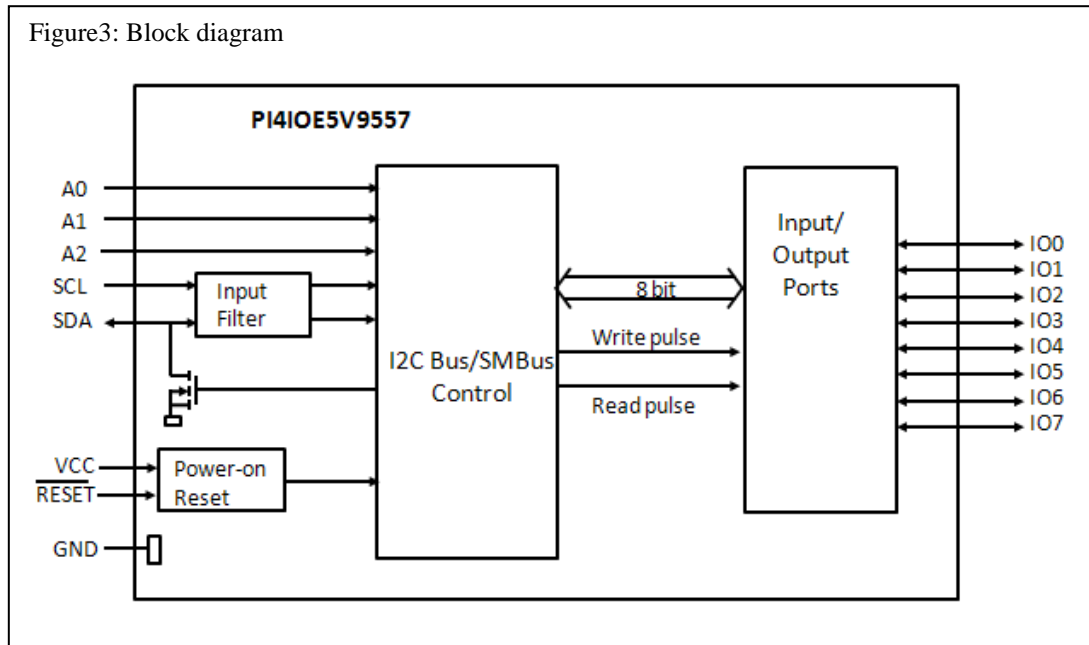 Figure3: Block diagram
PI4IOE5V9557
A0
A1
A2
SCL
SDA
Input
Filter
VCC
RESET
Power-on
Reset
GND
I2C Bus/SMBus
Control
8 bit
Write pulse
Read pulse
Input/
Output
Ports
IO0
IO1
IO2
IO3
IO4
IO5
IO6
IO7